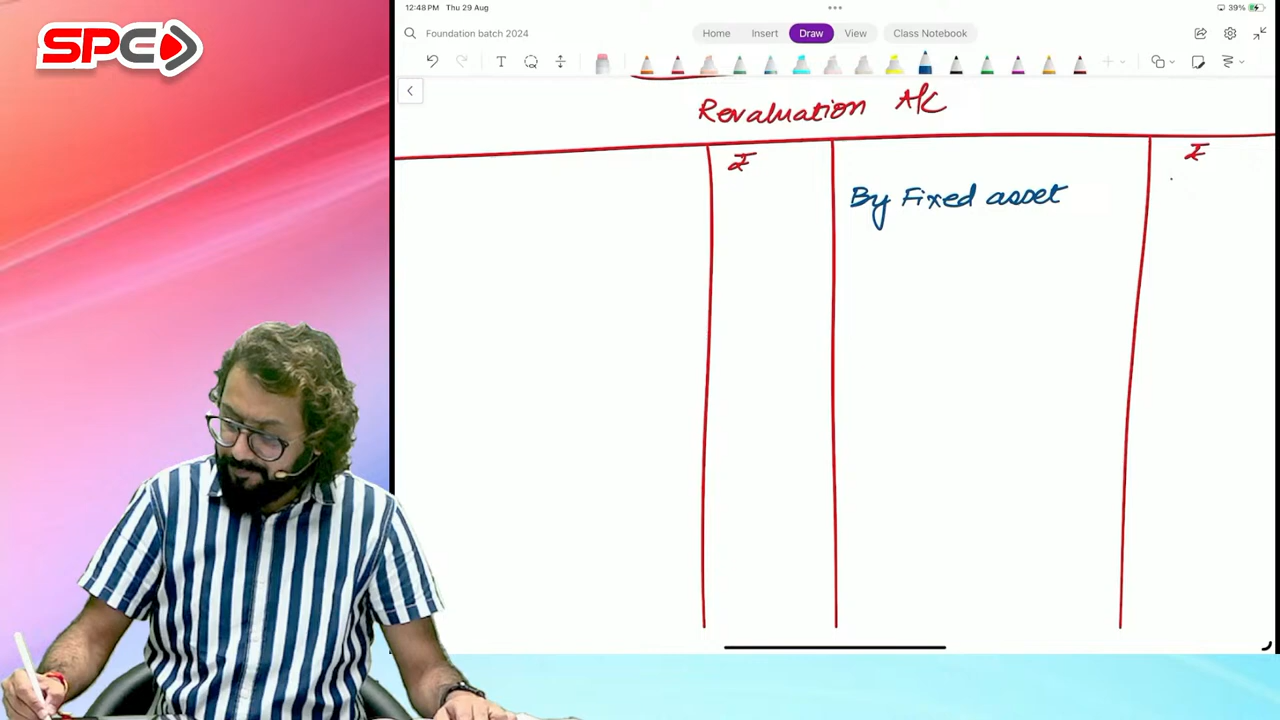 SPE
12:48 PM Thu 29 Aug
39%
Foundation batch 2024
Home Insert Draw View Class Notebook
T
Revaluation A/C
₹ ₹
By Fixed asset